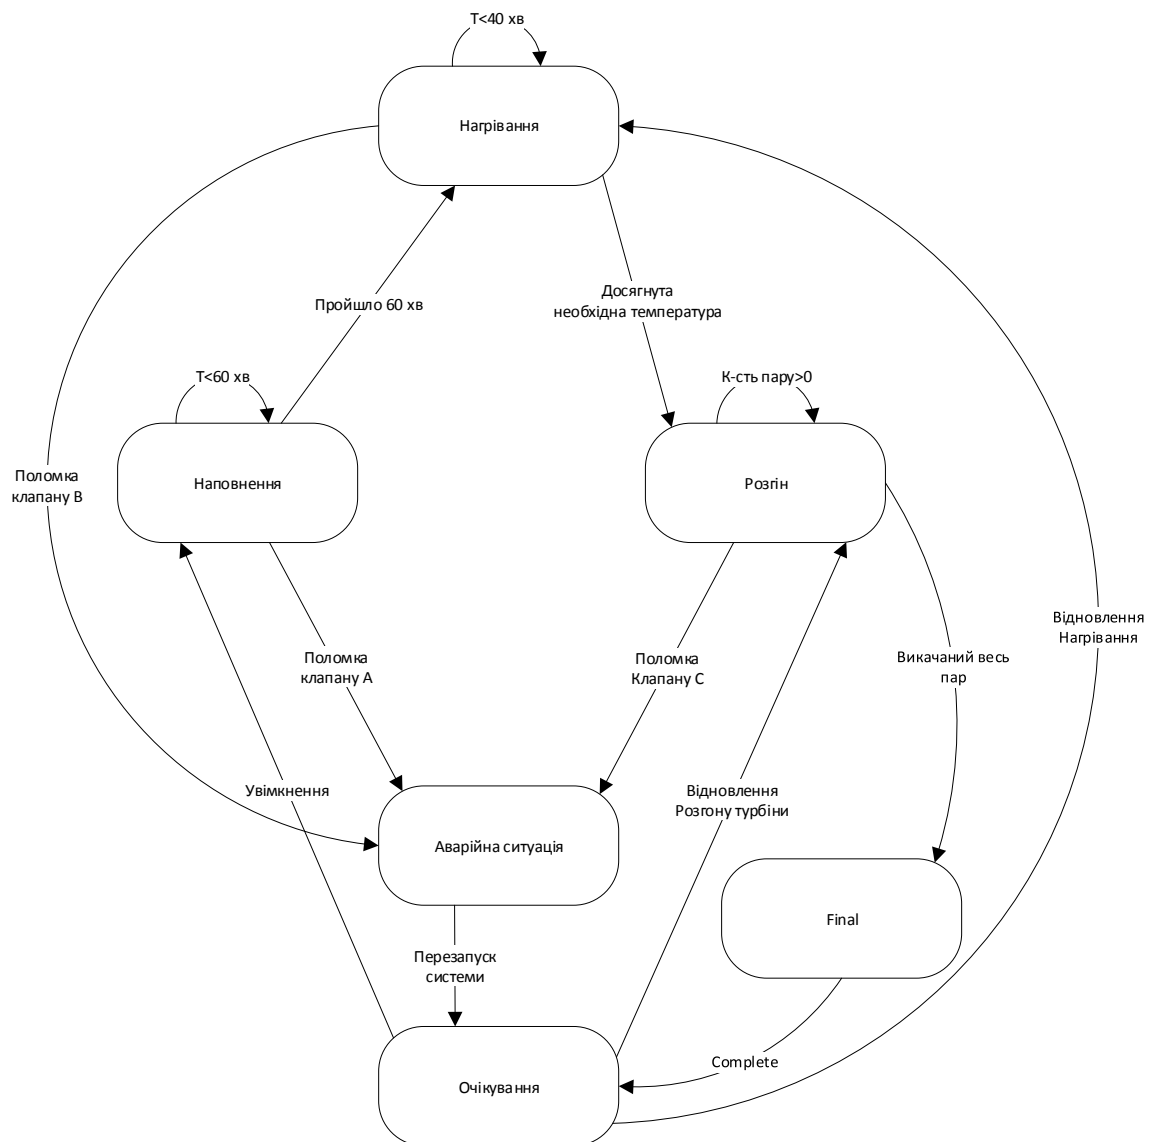 T<40 хв
Нагрівання
Пройшло 60 хв
Досягнута
необхідна температура
T<60 хв
К-сть пару>0
Поломка
клапану В
Наповнення
Розгін
Відновлення
Нагрівання
Поломка
клапану А
Поломка
Клапану С
Викачаний весь
пар
Увімкнення
Відновлення
Розгону турбіни
Аварійна ситуація
Final
Перезапуск
системи
Complete
Очікування